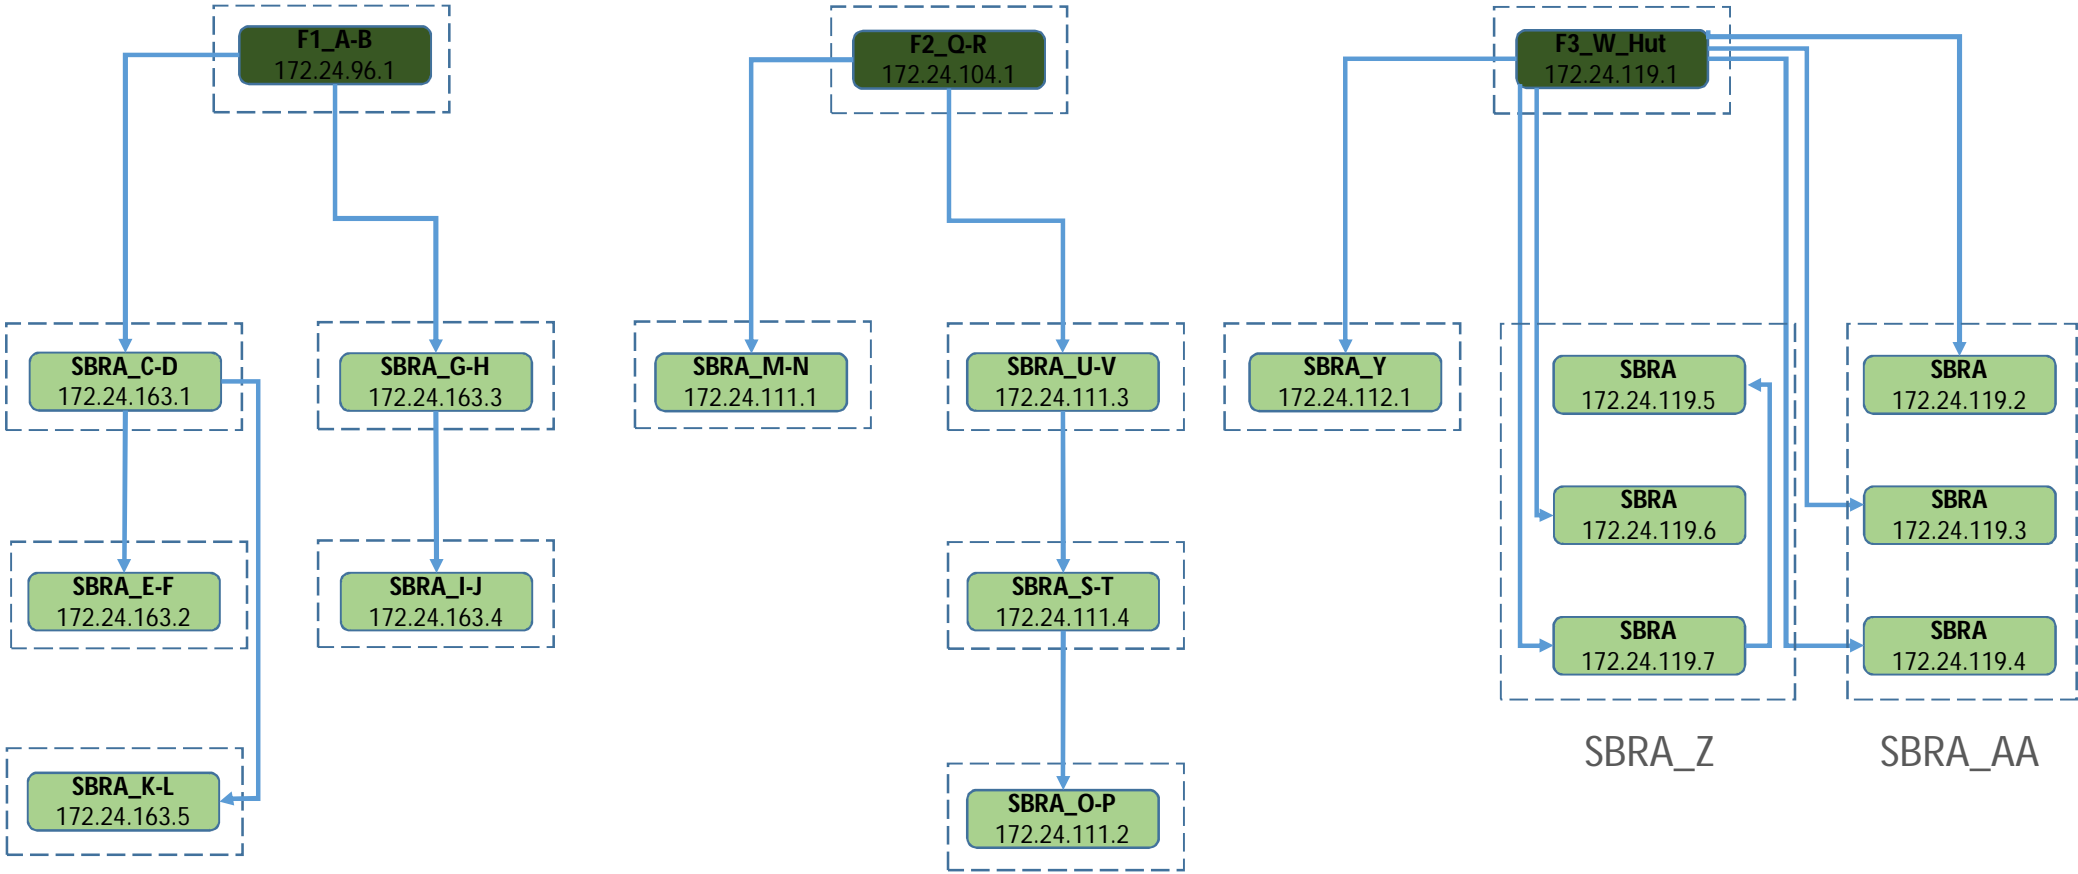 F1_A-B
172.24.96.1
F2_Q-R
172.24.104.1
F3_W_Hut
172.24.119.1
SBRA_C-D
172.24.163.1
SBRA_G-H
172.24.163.3
SBRA_M-N
172.24.111.1
SBRA_U-V
172.24.111.3
SBRA_Y
172.24.112.1
SBRA
172.24.119.5
SBRA
172.24.119.2
SBRA
172.24.119.6
SBRA
172.24.119.3
SBRA_E-F
172.24.163.2
SBRA_I-J
172.24.163.4
SBRA_S-T
172.24.111.4
SBRA
172.24.119.7
SBRA
172.24.119.4
SBRA_Z
SBRA_AA
SBRA_K-L
172.24.163.5
SBRA_O-P
172.24.111.2